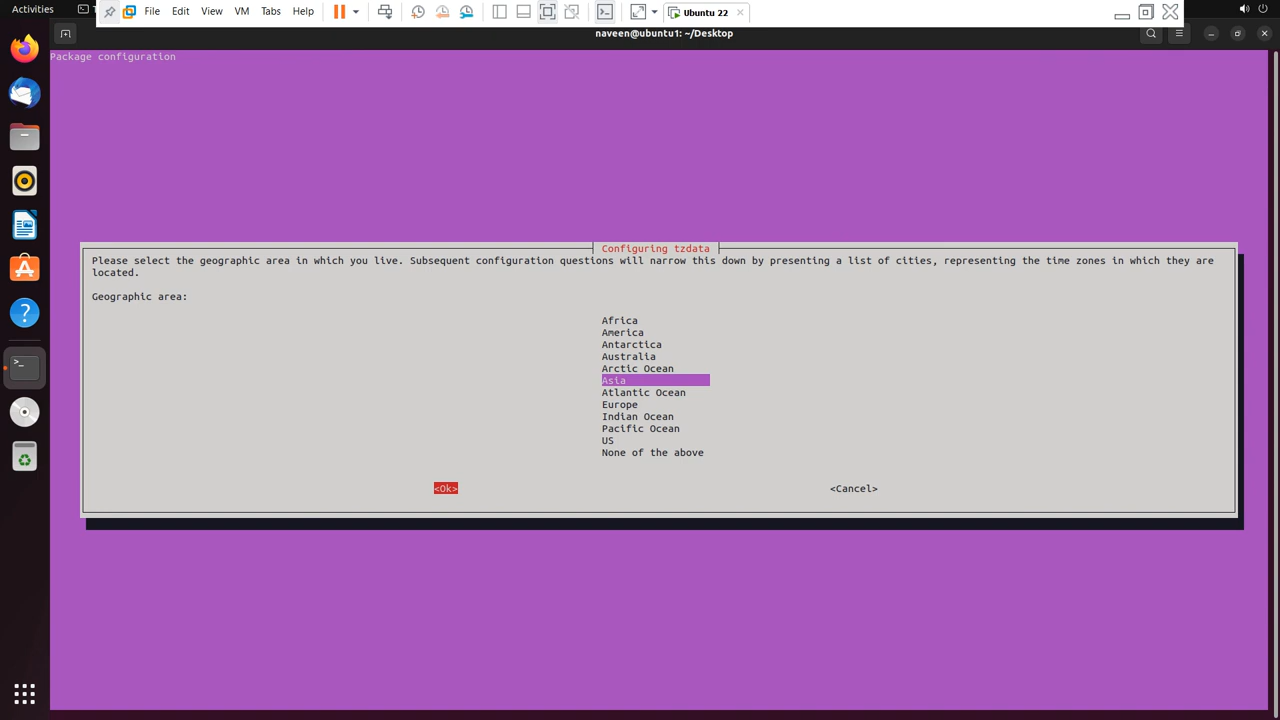 Activities
T
File Edit View VM Tabs Help
Ubuntu 22
naveen@ubuntu1: ~/Desktop
Package configuration
Configuring tzdata
Please select the geographic area in which you live. Subsequent configuration questions will narrow this down by presenting a list of cities, representing the time zones in which they are
located.
Geographic area:
Africa
America
Antarctica
Australia
Arctic Ocean
Asia
Atlantic Ocean
Europe
Indian Ocean
Pacific Ocean
US
None of the above
<Ok> <Cancel>